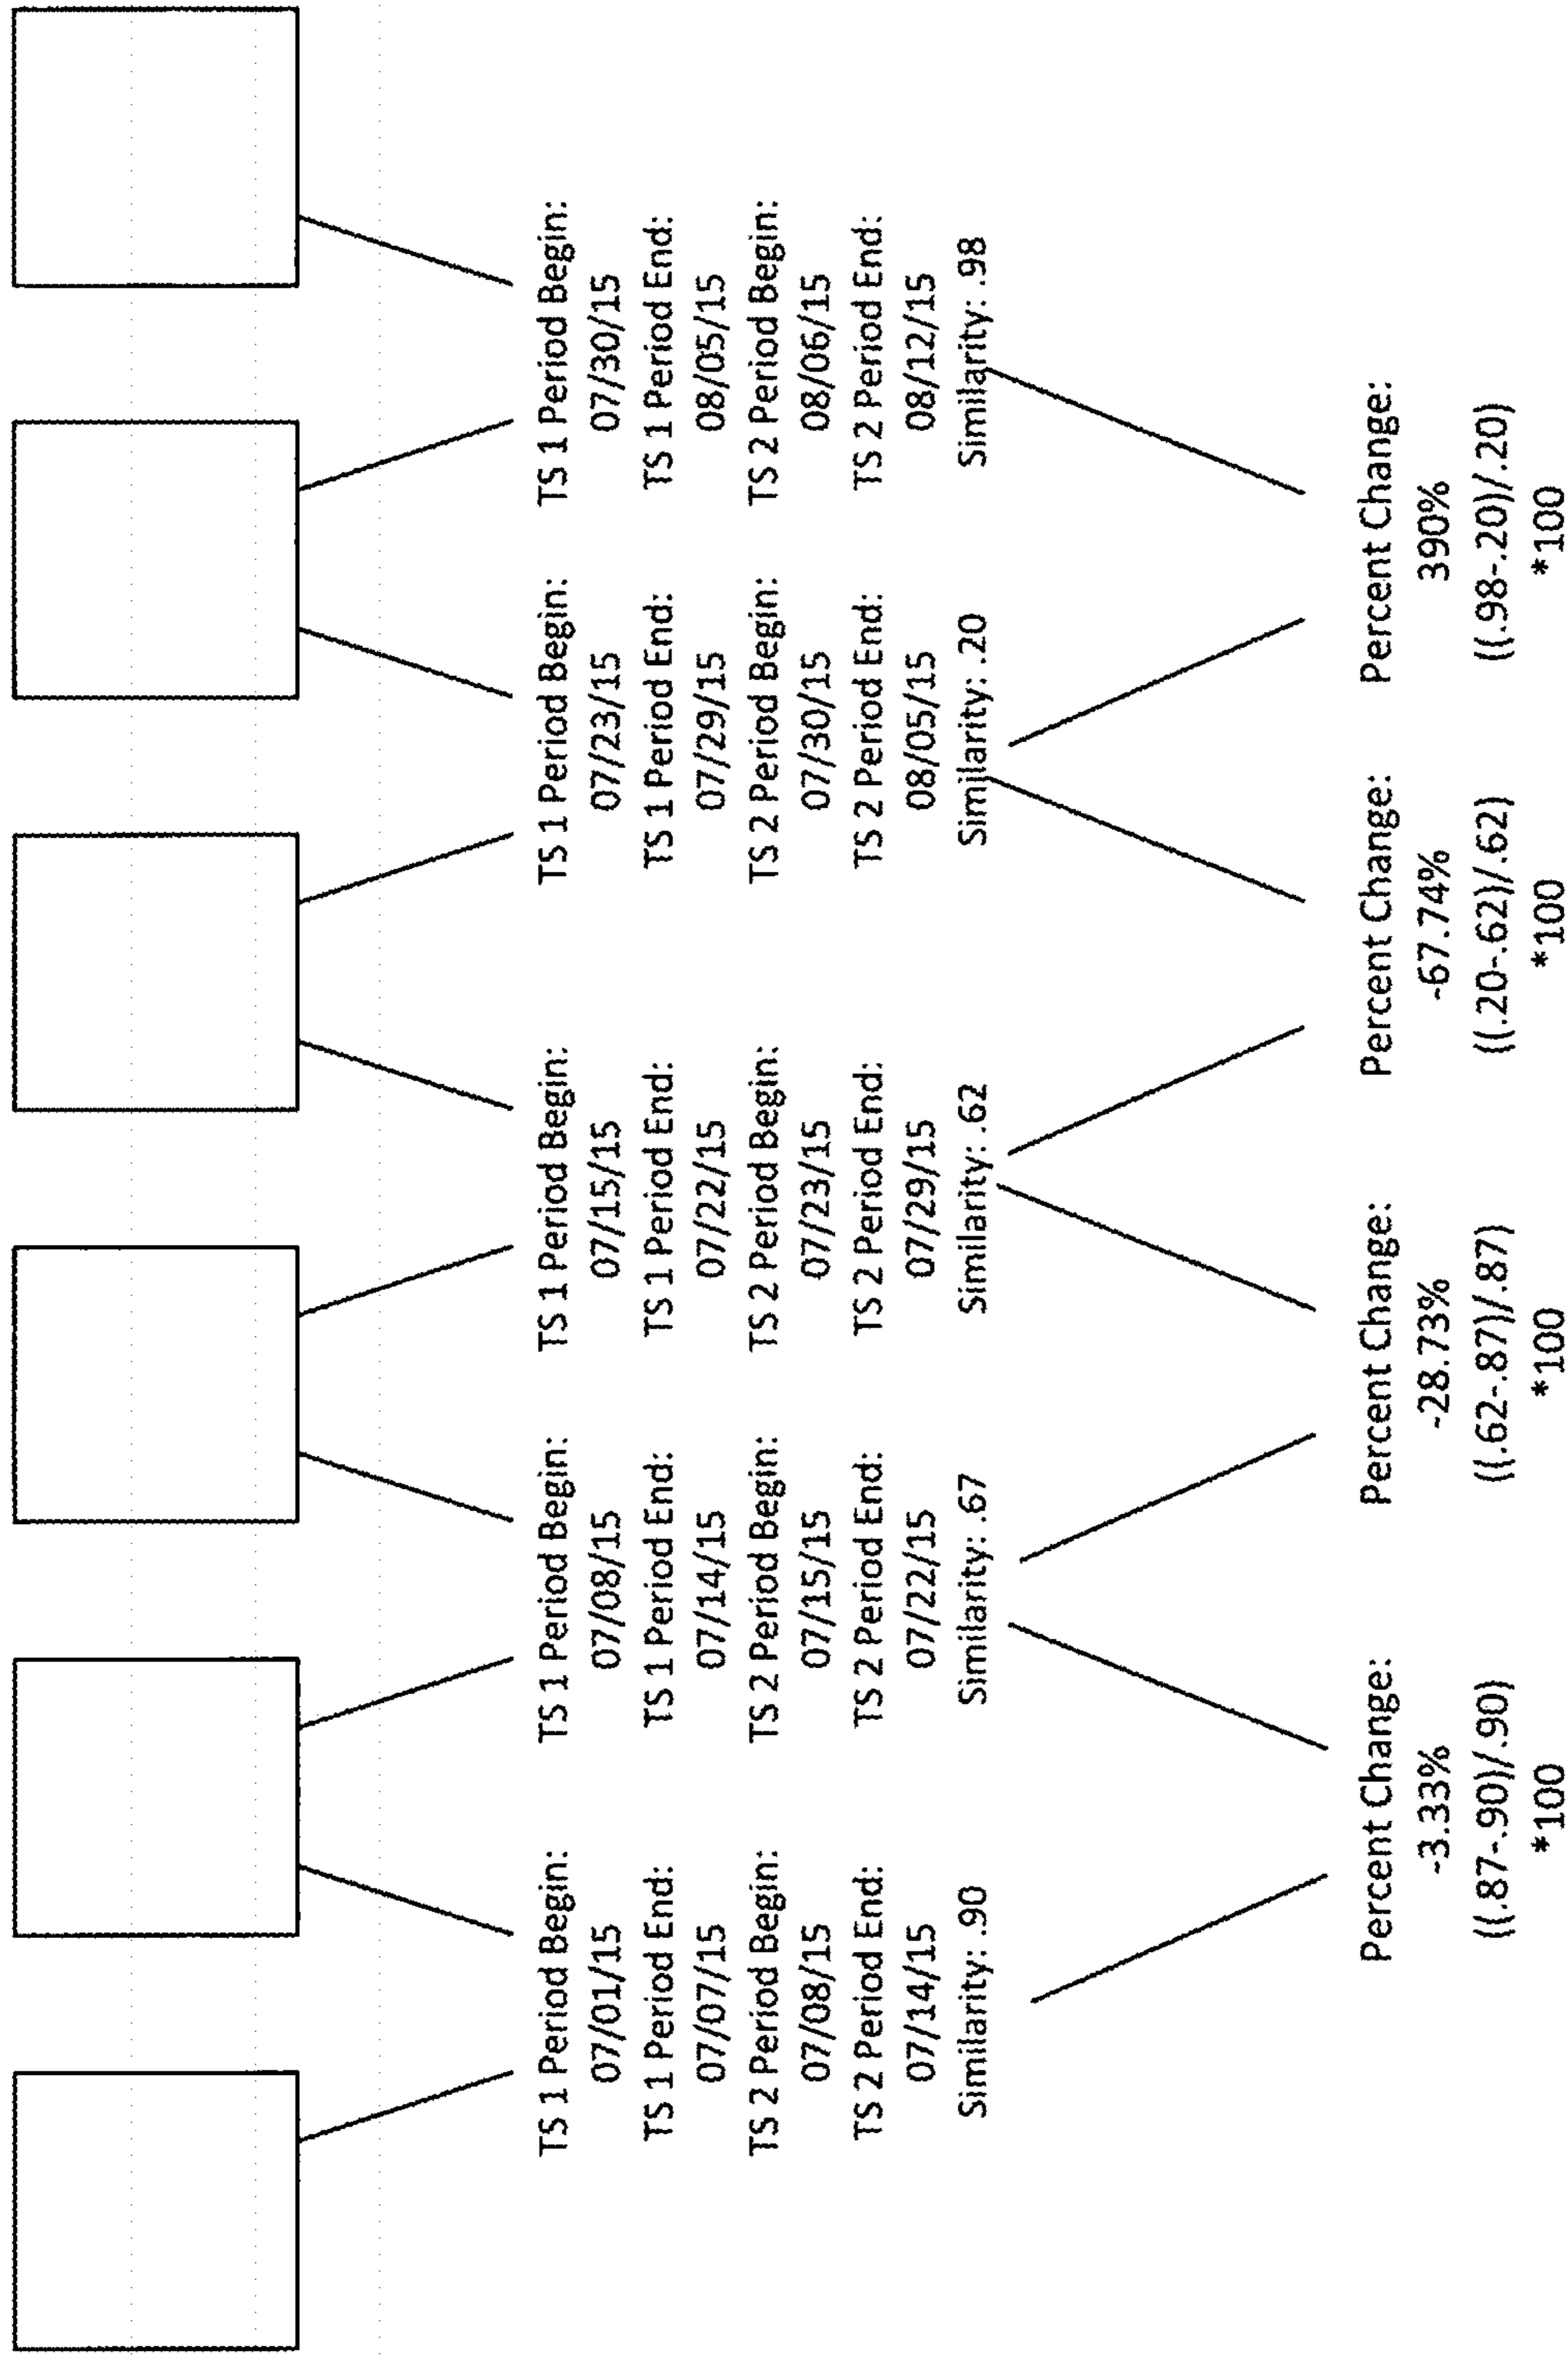 TS 1 Period Begin:
07/01/15
TS 1 Period End:
07/07/15
TS 2 Period Begin:
07/08/15
TS 2 Period End:
07/14/15
Similarity: .90
TS 1 Period Begin:
07/08/15
TS 1 Period End:
07/14/15
TS 2 Period Begin:
07/15/15
TS 2 Period End:
07/22/15
Similarity: .67
TS 1 Period Begin:
07/15/15
TS 1 Period End:
07/22/15
TS 2 Period Begin:
07/23/15
TS 2 Period End:
07/29/15
Similarity: .62
TS 1 Period Begin:
07/23/15
TS 1 Period End:
07/29/15
TS 2 Period Begin:
07/30/15
TS 2 Period End:
08/05/15
Similarity: .20
TS 1 Period Begin:
07/30/15
TS 1 Period End:
08/05/15
TS 2 Period Begin:
08/06/15
TS 2 Period End:
08/12/15
Similarity: .98
Percent Change:
-3.33%
((.87-.90)/.90)
*100
Percent Change:
-28.73%
((.62-.87)/.87)
*100
Percent Change:
-67.74%
((.20-.62)/.62)
*100
Percent Change:
390%
((.98-.20)/.20)
*100